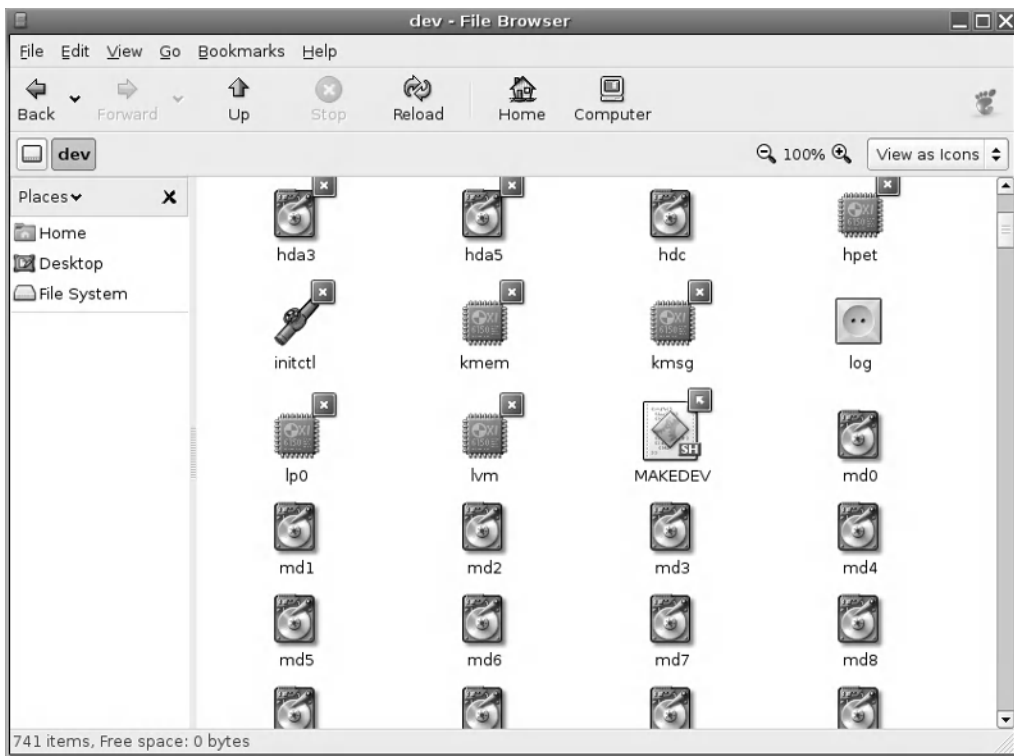 dev - File Browser
File Edit View Go Bookmarks Help
Back Forward Up Stop Reload Home Computer
dev 100% View as Icons
Places
Home
Desktop
File System
hda3 hda5 hdc hpet
initctl kmem kmsg log
lp0 lvm MAKEDEV md0
md1 md2 md3 md4
md5 md6 md7 md8
SH
741 items, Free space: 0 bytes